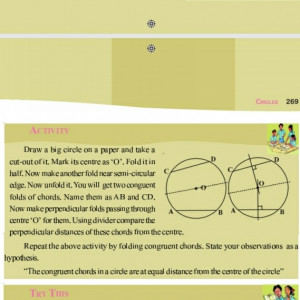 CIRCLES 269
ACTIVITY
Draw a big circle on a paper and take a
cut-out of it. Mark its centre as ‘O’. Fold it in
half. Now make another fold near semi-circular
edge. Now unfold it. You will get two congruent
folds of chords. Name them as AB and CD.
Now make perpendicular folds passing through
centre ‘O’ for them. Using divider compare the
perpendicular distances of these chords from the centre.
C D
O
A B
C D
O
A B
Repeat the above activity by folding congruent chords. State your observations as a
hypothesis.
“The congruent chords in a circle are at equal distance from the centre of the circle”
TRY THIS